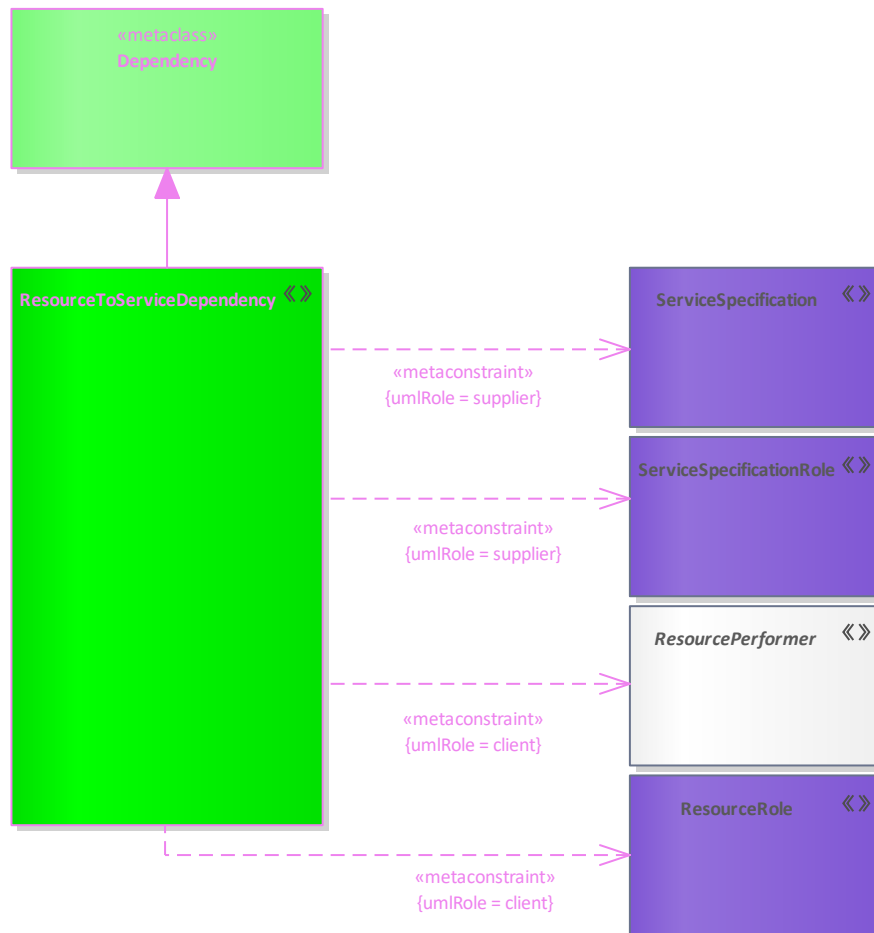 «metaclass»
Dependency
ResourceToServiceDependency «»
ServiceSpecification «»
«metaconstraint»
{umlRole = supplier}
ServiceSpecificationRole «»
«metaconstraint»
{umlRole = supplier}
ResourcePerformer «»
«metaconstraint»
{umlRole = client}
ResourceRole «»
«metaconstraint»
{umlRole = client}